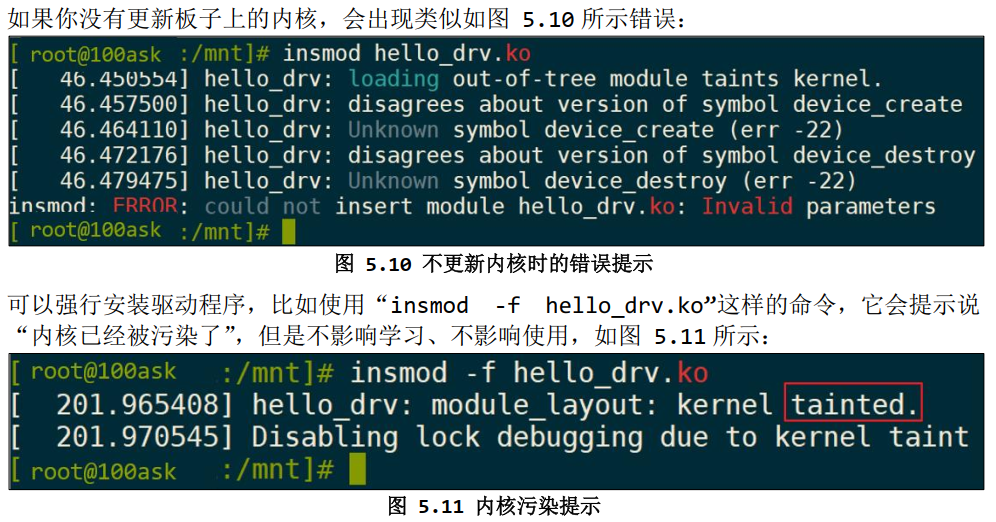 如果你没有更新板子上的内核，会出现类似如图 5.10 所示错误：
[ root@100ask :/mnt]# insmod hello_drv.ko
[   46.450554] hello_drv: loading out-of-tree module taints kernel.
[   46.457500] hello_drv: disagrees about version of symbol device_create
[   46.464110] hello_drv: Unknown symbol device_create (err -22)
[   46.472176] hello_drv: disagrees about version of symbol device_destroy
[   46.479475] hello_drv: Unknown symbol device_destroy (err -22)
insmod: ERROR: could not insert module hello_drv.ko: Invalid parameters
[ root@100ask :/mnt]#
图 5.10 不更新内核时的错误提示
可以强行安装驱动程序，比如使用“insmod -f hello_drv.ko”这样的命令，它会提示说
“内核已经被污染了”，但是不影响学习、不影响使用，如图 5.11 所示：
[ root@100ask :/mnt]# insmod -f hello_drv.ko
[  201.965408] hello_drv: module_layout: kernel tainted.
[  201.970545] Disabling lock debugging due to kernel taint
[ root@100ask :/mnt]#
图 5.11 内核污染提示